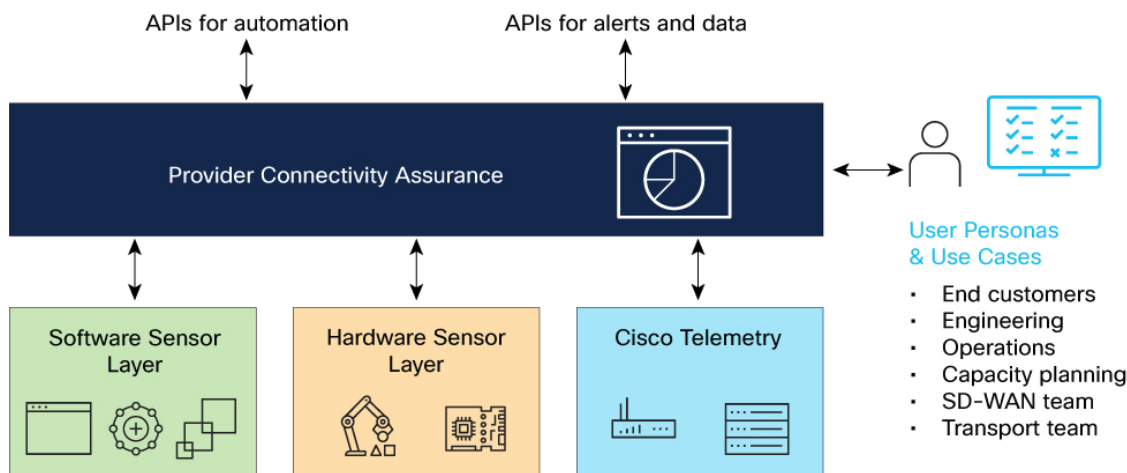 APIs for automation
APIs for alerts and data
Provider Connectivity Assurance
User Personas
& Use Cases
• End customers
• Engineering
• Operations
• Capacity planning
• SD-WAN team
• Transport team
Software Sensor
Layer
Hardware Sensor
Layer
Cisco Telemetry